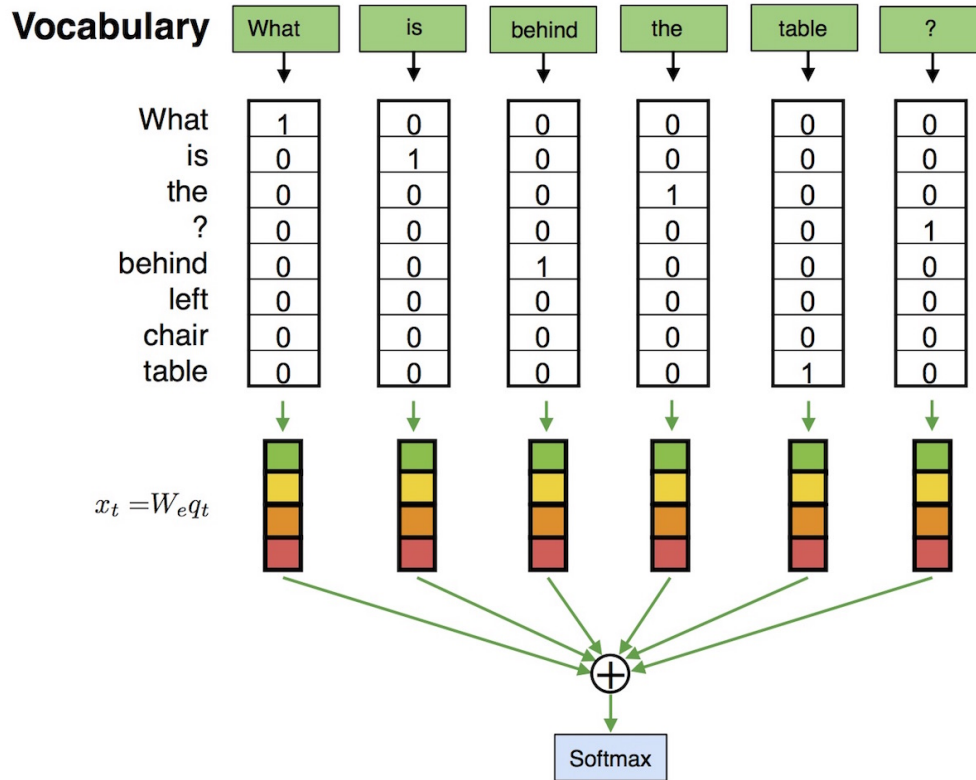 Vocabulary What is behind the table ?
What 1 0 0 0 0 0
is 0 1 0 0 0 0
the 0 0 0 1 0 0
? 0 0 0 0 0 1
behind 0 0 1 0 0 0
left 0 0 0 0 0 0
chair 0 0 0 0 0 0
table 0 0 0 0 1 0
x_t = W_e q_t
+
Softmax